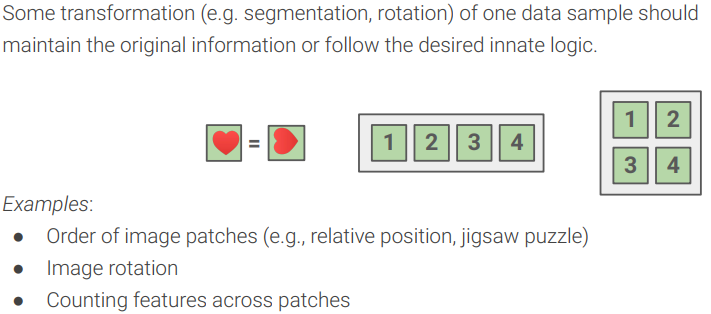 Some transformation (e.g. segmentation, rotation) of one data sample should
maintain the original information or follow the desired innate logic.
=
1 2 3 4
1 2
3 4
Examples:
● Order of image patches (e.g., relative position, jigsaw puzzle)
● Image rotation
● Counting features across patches